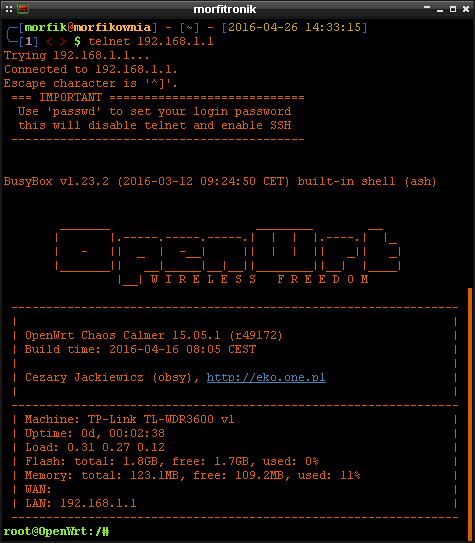 morfitronik
[morfik@morfikownia] - [~] - [2016-04-26 14:33:15]
[1] <> $ telnet 192.168.1.1
Trying 192.168.1.1...
Connected to 192.168.1.1.
Escape character is '^]'.
=== IMPORTANT ============================
Use 'passwd' to set your login password
this will disable telnet and enable SSH
------------------------------------------
BusyBox v1.23.2 (2016-03-12 09:24:50 CET) built-in shell (ash)
OpenWrt
W I R E L E S S   F R E E D O M
| OpenWrt Chaos Calmer 15.05.1 (r49172) |
| Build time: 2016-04-16 08:05 CEST |
| Cezary Jackiewicz (obsy), http://eko.one.pl |
| Machine: TP-Link TL-WDR3600 v1 |
| Uptime: 0d, 00:02:38 |
| Load: 0.31 0.27 0.12 |
| Flash: total: 1.8GB, free: 1.7GB, used: 0% |
| Memory: total: 123.1MB, free: 109.2MB, used: 11% |
| WAN: |
| LAN: 192.168.1.1 |
root@OpenWrt:/#